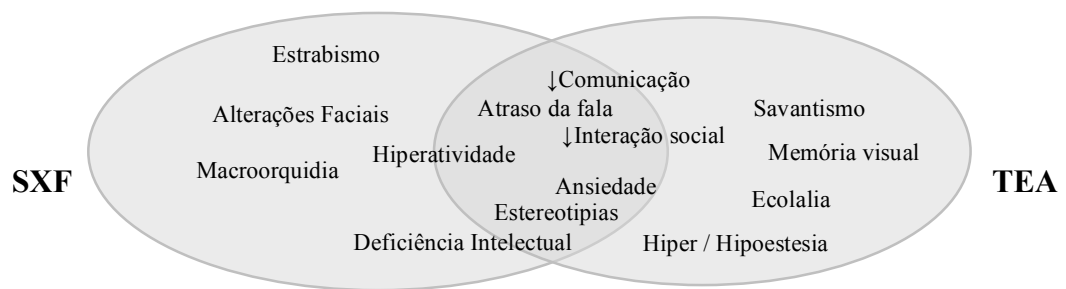 Estrabismo
↓Comunicação
Atraso da fala
Savantismo
Alterações Faciais
↓Interação social
Hiperatividade
Memória visual
Macroorquidia
SXF
TEA
Ansiedade
Ecolalia
Estereotipias
Deficiência Intelectual
Hiper / Hipoestesia